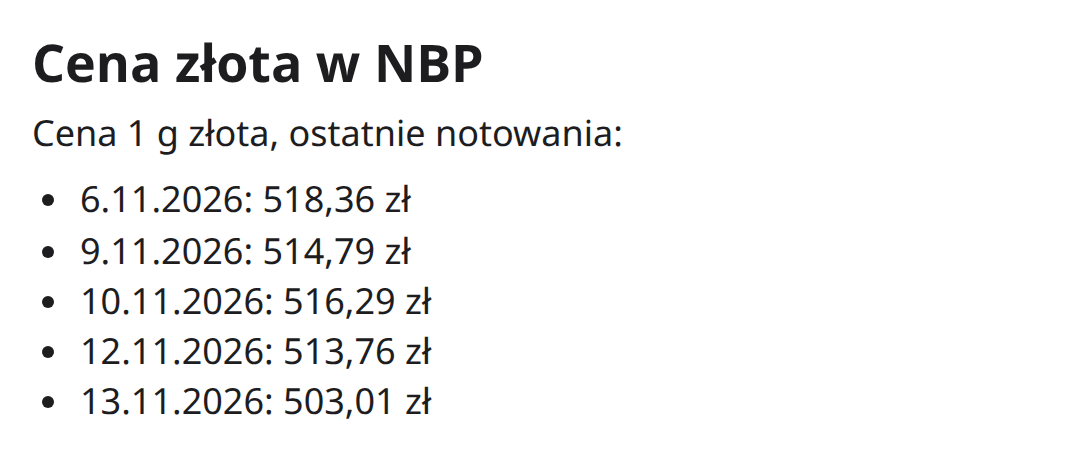 Cena złota w NBP
Cena 1 g złota, ostatnie notowania:
• 6.11.2026: 518,36 zł
• 9.11.2026: 514,79 zł
• 10.11.2026: 516,29 zł
• 12.11.2026: 513,76 zł
• 13.11.2026: 503,01 zł